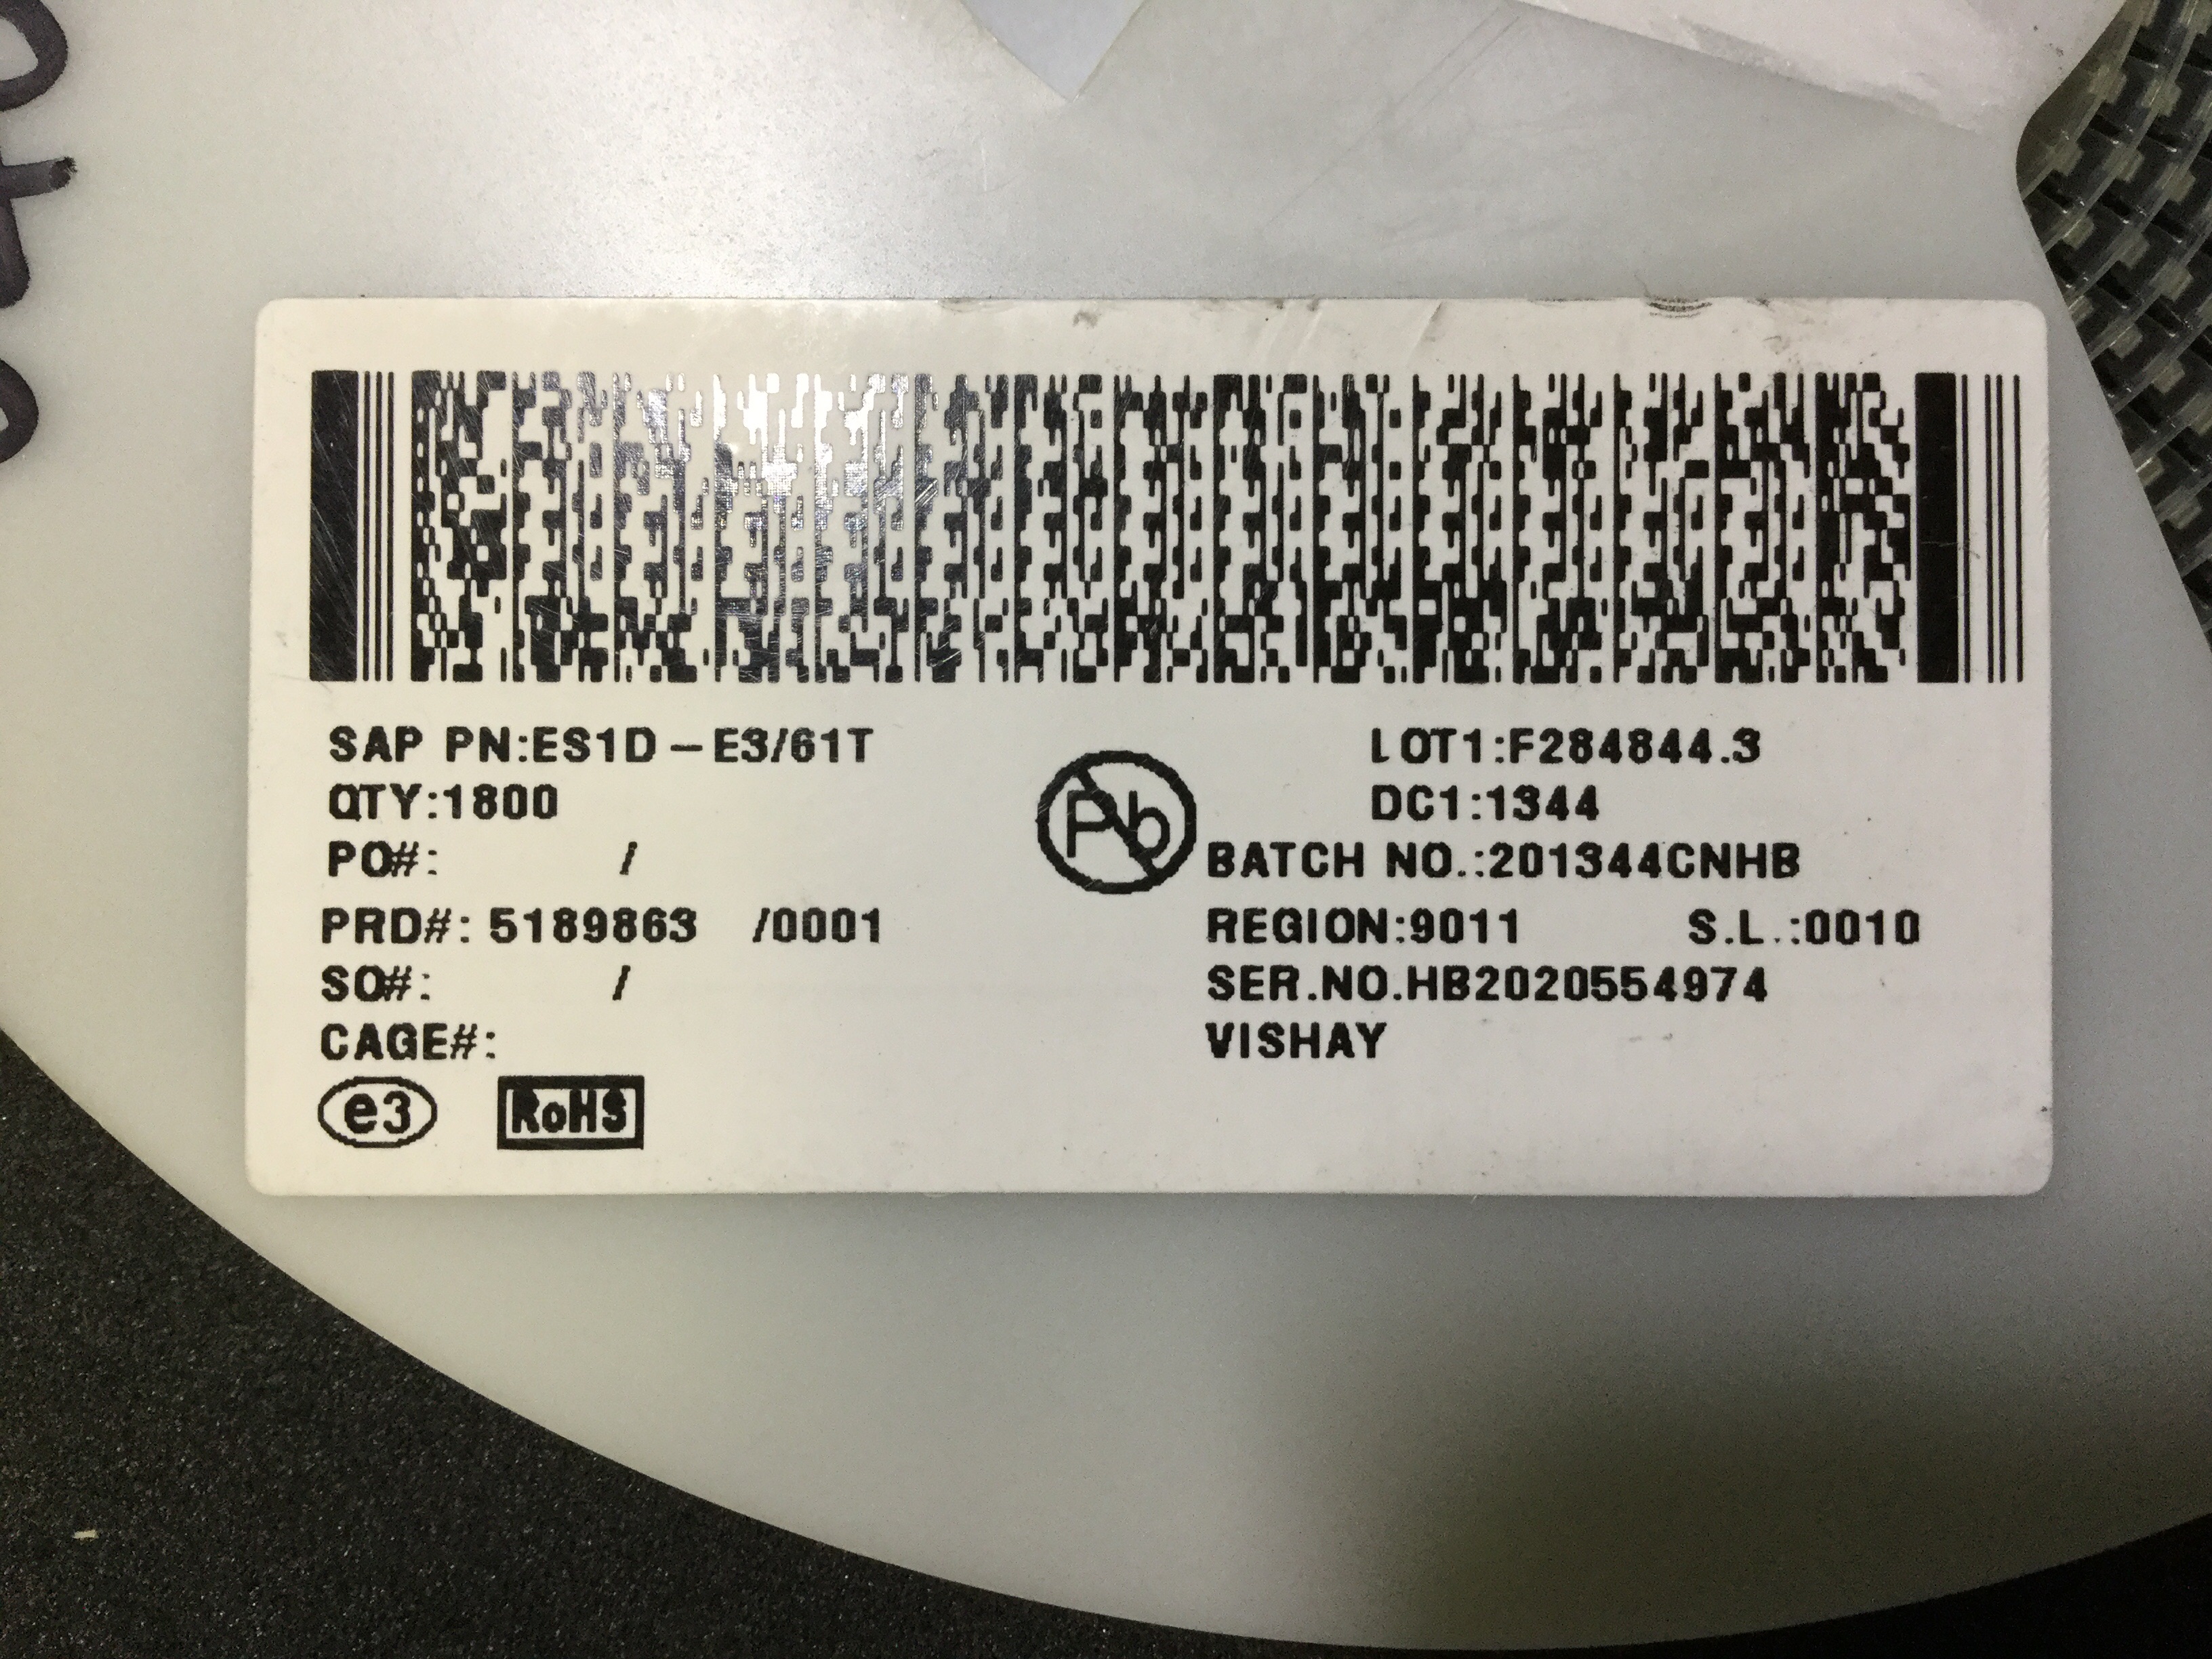 SAP PN:ES1D-E3/61T
QTY:1800
PO#: /
PRD#: 5189863 /0001
SO#: /
CAGE#:
e3 RoHS
Pb
LOT1:F284844.3
DC1:1344
BATCH NO.:201344CNHB
REGION:9011 S.L.:0010
SER.NO.HB2020554974
VISHAY